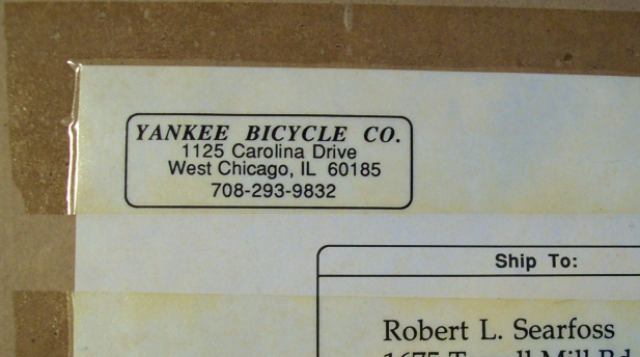 YANKEE BICYCLE CO.
1125 Carolina Drive
West Chicago, IL 60185
708-293-9832
Ship To:
Robert L. Searfoss